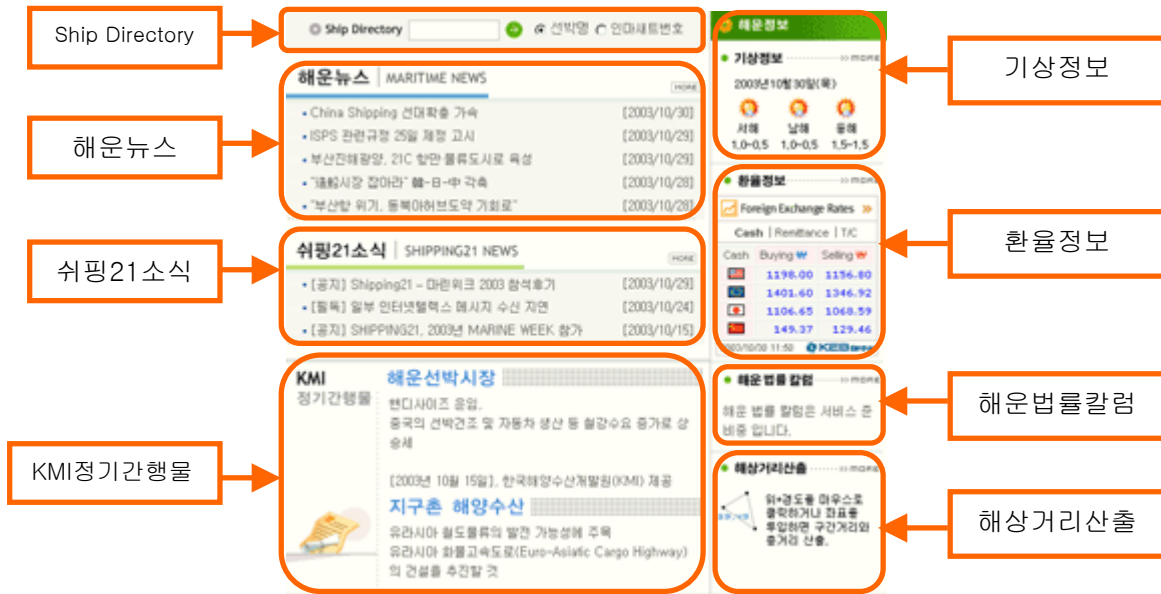 Ship Directory
해운뉴스
쉬핑21소식
KMI정기간행물
Ship Directory 선박명 인마세트번호
해운뉴스 | MARITIME NEWS
MORE
• China Shipping 선대확충 가속 [2003/10/30]
• ISPS 관련규정 25일 제정 고시 [2003/10/29]
• 부산진해광양, 21C 항만·물류도시로 육성 [2003/10/29]
• "造船시장 잡아라" 韓-日-中 각축 [2003/10/28]
• "부산항 위기, 동북아허브도약 기회로" [2003/10/28]
쉬핑21소식 | SHIPPING21 NEWS
MORE
• [공지] Shipping21 - 마린위크 2003 참석후기 [2003/10/29]
• [필독] 일부 인터넷텔렉스 메시지 수신 지연 [2003/10/24]
• [공지] SHIPPING21, 2003년 MARINE WEEK 참가 [2003/10/15]
KMI
정기간행물
해운선박시장
핸디사이즈 운임,
중국의 선박건조 및 자동차 생산 등 철강수요 증가로 상
승세
[2003년 10월 15일], 한국해양수산개발원(KMI) 제공
지구촌 해양수산
유라시아 철도물류의 발전 가능성에 주목
유라시아 화물고속도로(Euro-Asiatic Cargo Highway)
의 건설을 추진할 것
해운정보
기상정보 >> more
2003년10월30일(목)
서해 남해 동해
1.0~0.5 1.0~0.5 1.5~1.5
환율정보 >> more
Foreign Exchange Rates
Cash | Remittance | T/C
Cash Buying ₩ Selling ₩
1198.00 1156.80
1401.60 1346.92
1106.65 1068.59
149.37 129.46
2003/10/30 11:50 KEB
해운법률칼럼 >> more
해운 법률 칼럼은 서비스 준
비중 입니다.
해상거리산출 >> more
위•경도를 마우스로
클릭하거나 좌표를
투입하면 구간거리와
총거리 산출.
기상정보
환율정보
해운법률칼럼
해상거리산출